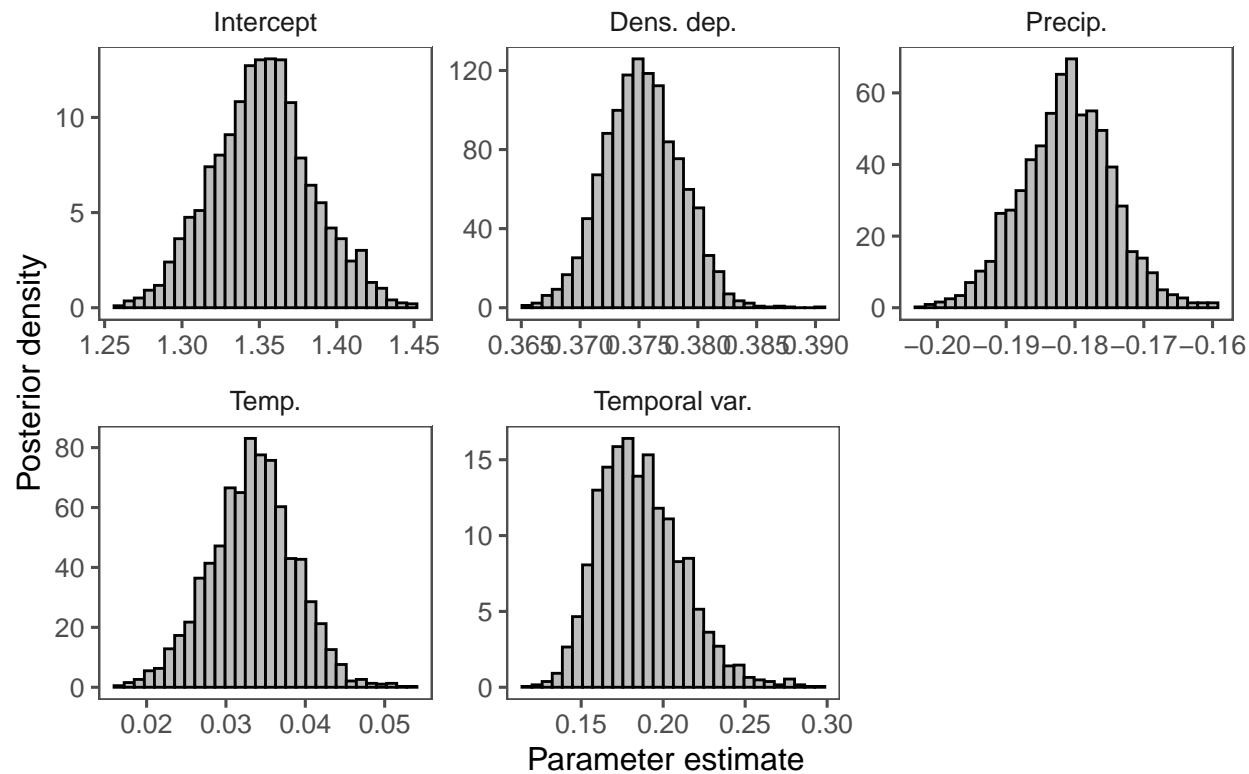 Intercept
Dens. dep.
Precip.
Posterior density
10
5
0
1.25 1.30 1.35 1.40 1.45
120
80
40
0
0.365 0.370 0.375 0.380 0.385 0.390
60
40
20
0
−0.20 −0.19 −0.18 −0.17 −0.16
Temp.
Temporal var.
80
60
40
20
0
0.02 0.03 0.04 0.05
15
10
5
0
0.15 0.20 0.25 0.30
Parameter estimate